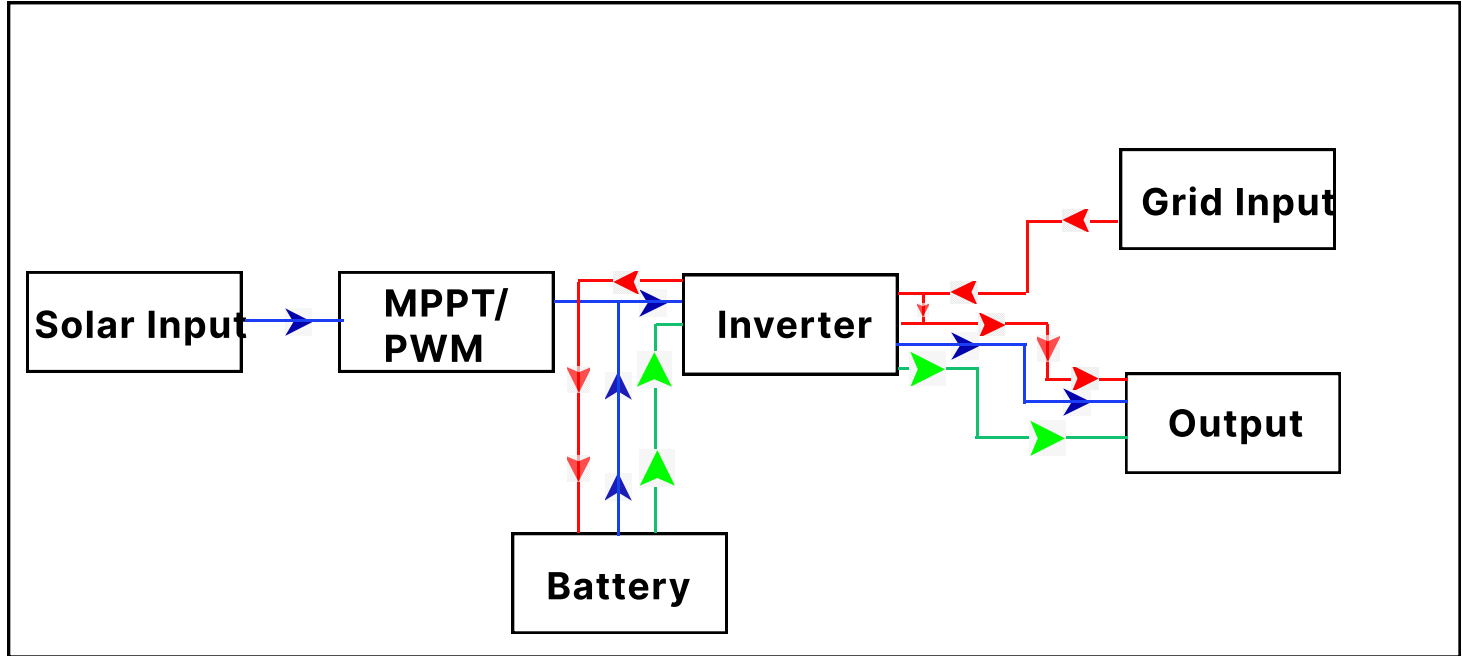 Grid Input
Solar Input
MPPT/
PWM
Inverter
Output
Battery